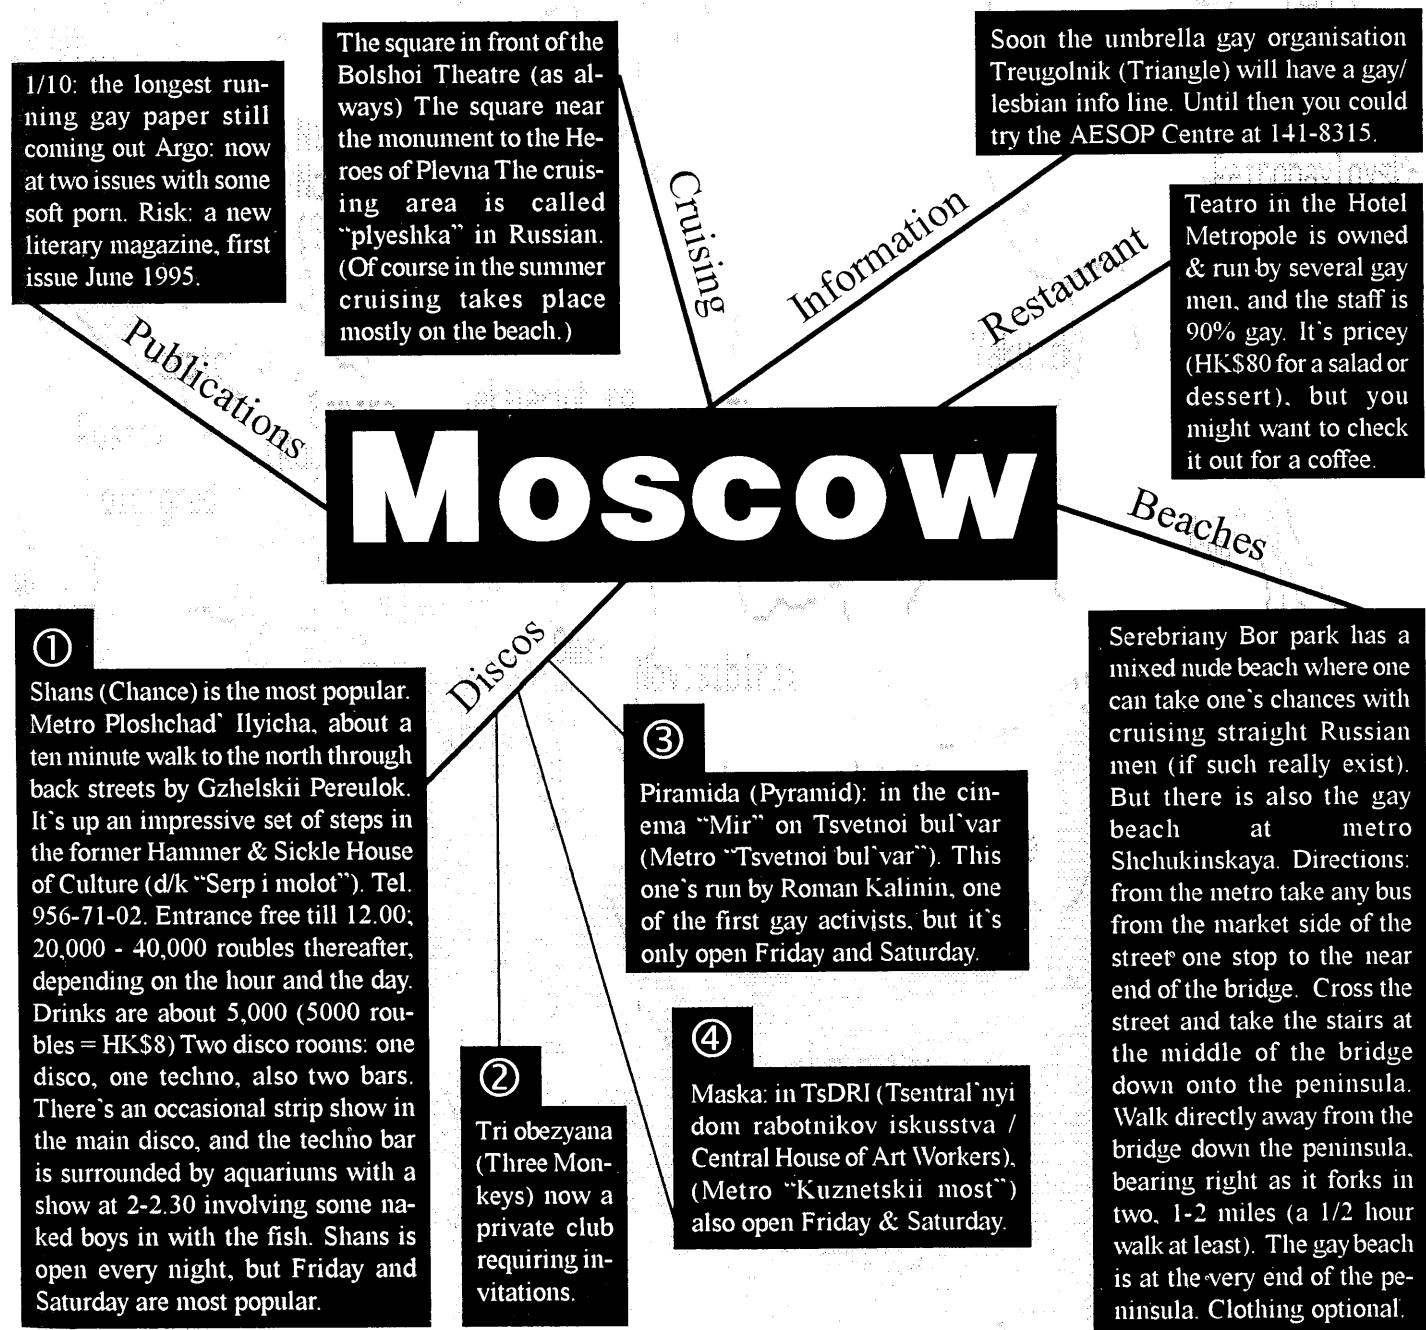 1/10: the longest run-
ning gay paper still
coming out Argo: now
at two issues with some
soft porn. Risk: a new
literary magazine, first
issue June 1995.
Publications
The square in front of the
Bolshoi Theatre (as al-
ways) The square near
the monument to the He-
roes of Plevna The cruis-
ing area is called
“plyeshka” in Russian.
(Of course in the summer
cruising takes place
mostly on the beach.)
Cruising
Soon the umbrella gay organisation
Treugolnik (Triangle) will have a gay/
lesbian info line. Until then you could
try the AESOP Centre at 141-8315.
Information
Teatro in the Hotel
Metropole is owned
& run by several gay
men, and the staff is
90% gay. It`s pricey
(HK$80 for a salad or
dessert), but you
might want to check
it out for a coffee.
Restaurant
MOSCOW
Beaches
Serebriany Bor park has a
mixed nude beach where one
can take one`s chances with
cruising straight Russian
men (if such really exist).
But there is also the gay
beach at metro
Shchukinskaya. Directions:
from the metro take any bus
from the market side of the
street one stop to the near
end of the bridge. Cross the
street and take the stairs at
the middle of the bridge
down onto the peninsula.
Walk directly away from the
bridge down the peninsula,
bearing right as it forks in
two, 1-2 miles (a 1/2 hour
walk at least). The gay beach
is at the very end of the pe-
ninsula. Clothing optional.
Discos
①
Shans (Chance) is the most popular.
Metro Ploshchad` Ilyicha, about a
ten minute walk to the north through
back streets by Gzhelskii Pereulok.
It`s up an impressive set of steps in
the former Hammer & Sickle House
of Culture (d/k “Serp i molot”). Tel.
956-71-02. Entrance free till 12.00;
20,000 - 40,000 roubles thereafter,
depending on the hour and the day.
Drinks are about 5,000 (5000 rou-
bles = HK$8) Two disco rooms: one
disco, one techno, also two bars.
There`s an occasional strip show in
the main disco, and the techno bar
is surrounded by aquariums with a
show at 2-2.30 involving some na-
ked boys in with the fish. Shans is
open every night, but Friday and
Saturday are most popular.
②
Tri obezyana
(Three Mon-
keys) now a
private club
requiring in-
vitations.
③
Piramida (Pyramid): in the cin-
ema “Mir” on Tsvetnoi bul`var
(Metro “Tsvetnoi bul`var”). This
one`s run by Roman Kalinin, one
of the first gay activists, but it`s
only open Friday and Saturday.
④
Maska: in TsDRI (Tsentral`nyi
dom rabotnikov iskusstva /
Central House of Art Workers),
(Metro “Kuznetskii most”)
also open Friday & Saturday.